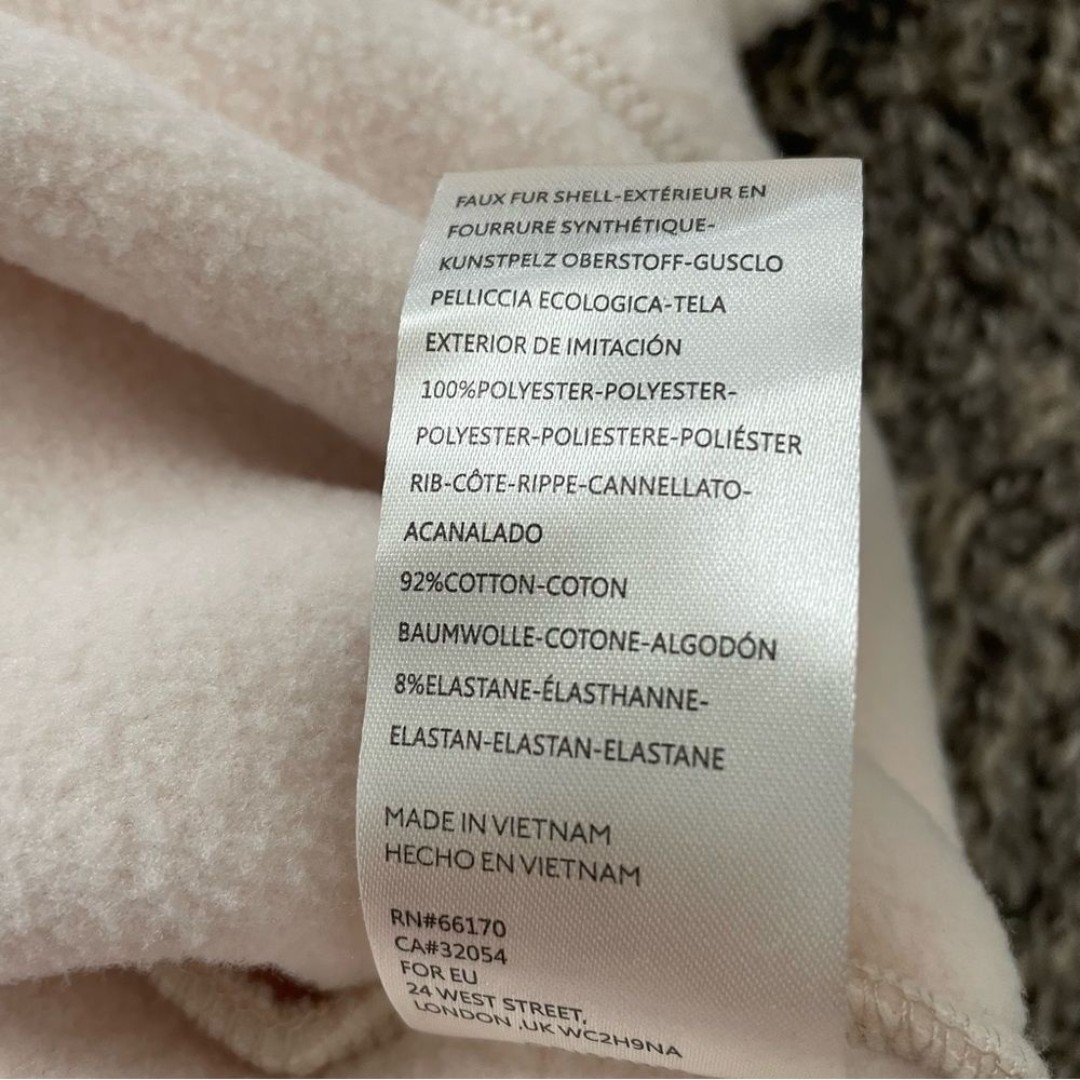 FAUX FUR SHELL-EXTÉRIEUR EN
FOURRURE SYNTHÉTIQUE-
KUNSTPELZ OBERSTOFF-GUSCLO
PELLICCIA ECOLOGICA-TELA
EXTERIOR DE IMITACIÓN
100%POLYESTER-POLYESTER-
POLYESTER-POLIESTERE-POLIÉSTER
RIB-CÔTE-RIPPE-CANNELLATO-
ACANALADO
92%COTTON-COTON
BAUMWOLLE-COTONE-ALGODÓN
8%ELASTANE-ÉLASTHANNE-
ELASTAN-ELASTAN-ELASTANE
MADE IN VIETNAM
HECHO EN VIETNAM
RN#66170
CA#32054
FOR EU
24 WEST STREET,
LONDON ,UK WC2H9NA